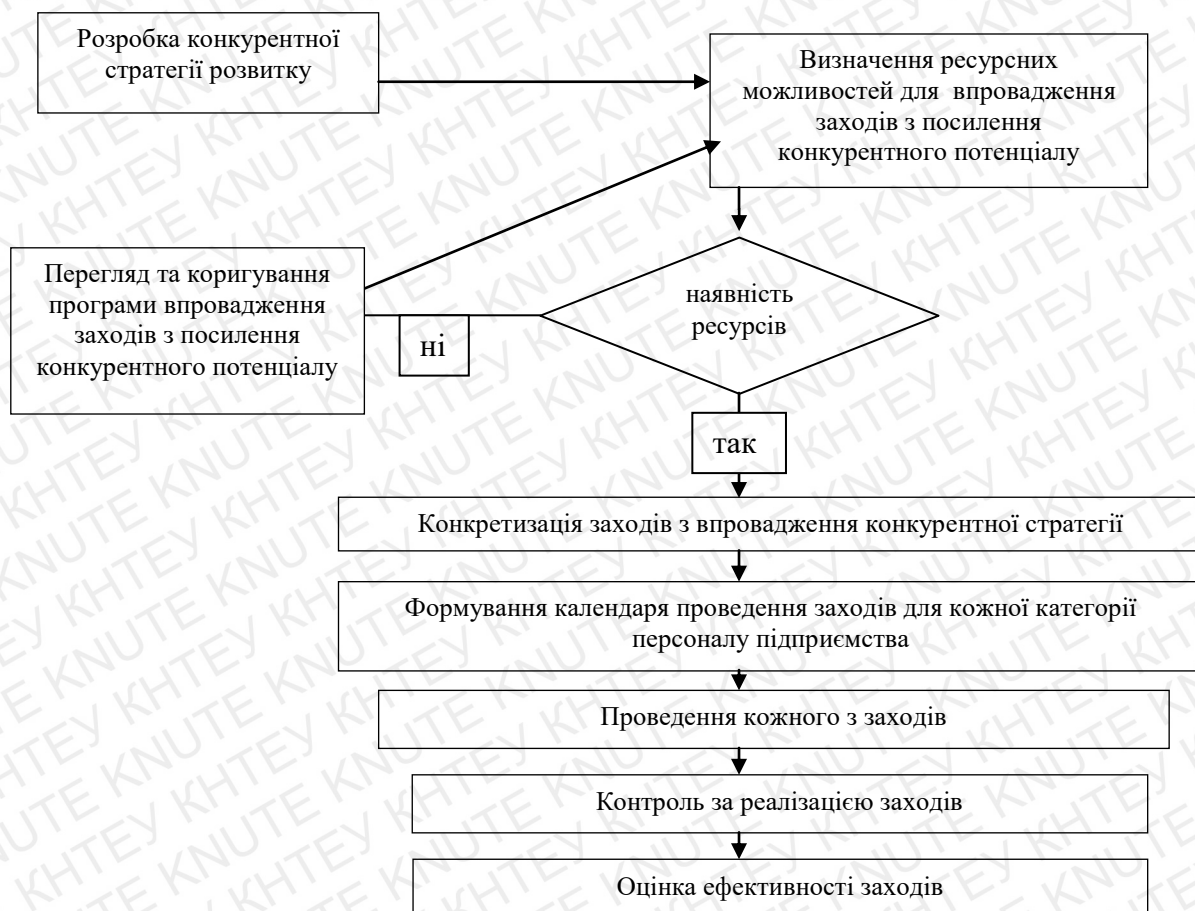 Розробка конкурентної
стратегії розвитку
Визначення ресурсних
можливостей для впровадження
заходів з посилення
конкурентного потенціалу
Перегляд та коригування
програми впровадження
заходів з посилення
конкурентного потенціалу
наявність
ресурсів
ні
так
Конкретизація заходів з впровадження конкурентної стратегії
Формування календаря проведення заходів для кожної категорії
персоналу підприємства
Проведення кожного з заходів
Контроль за реалізацією заходів
Оцінка ефективності заходів